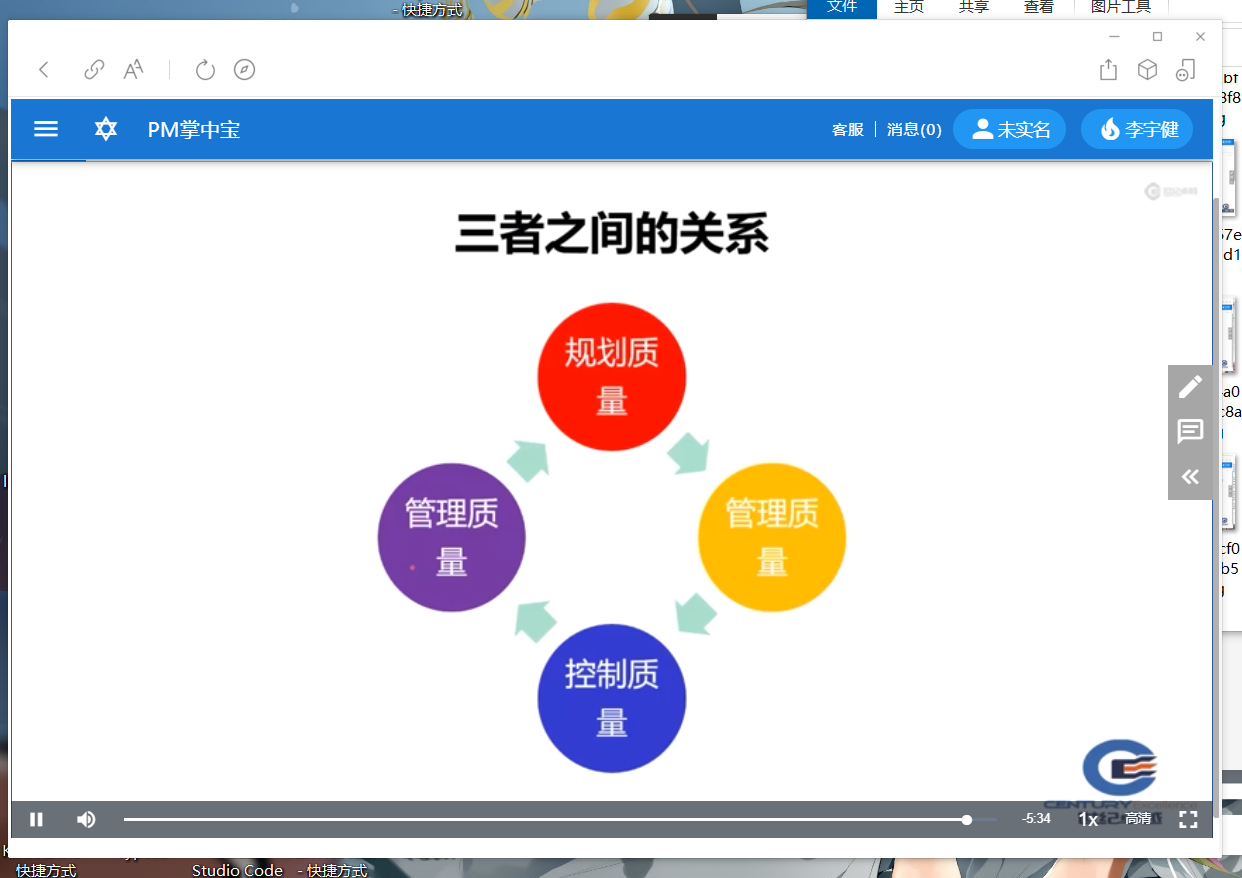 - 快捷方式
文件
主页
共享
查看
图片工具
PM掌中宝
客服
消息(0)
未实名
李宇健
三者之间的关系
规划质
量
管理质
量
管理质
量
控制质
量
CENTURY Excellence
-5:34
1x
高清
快捷方式
Studio Code
- 快捷方式